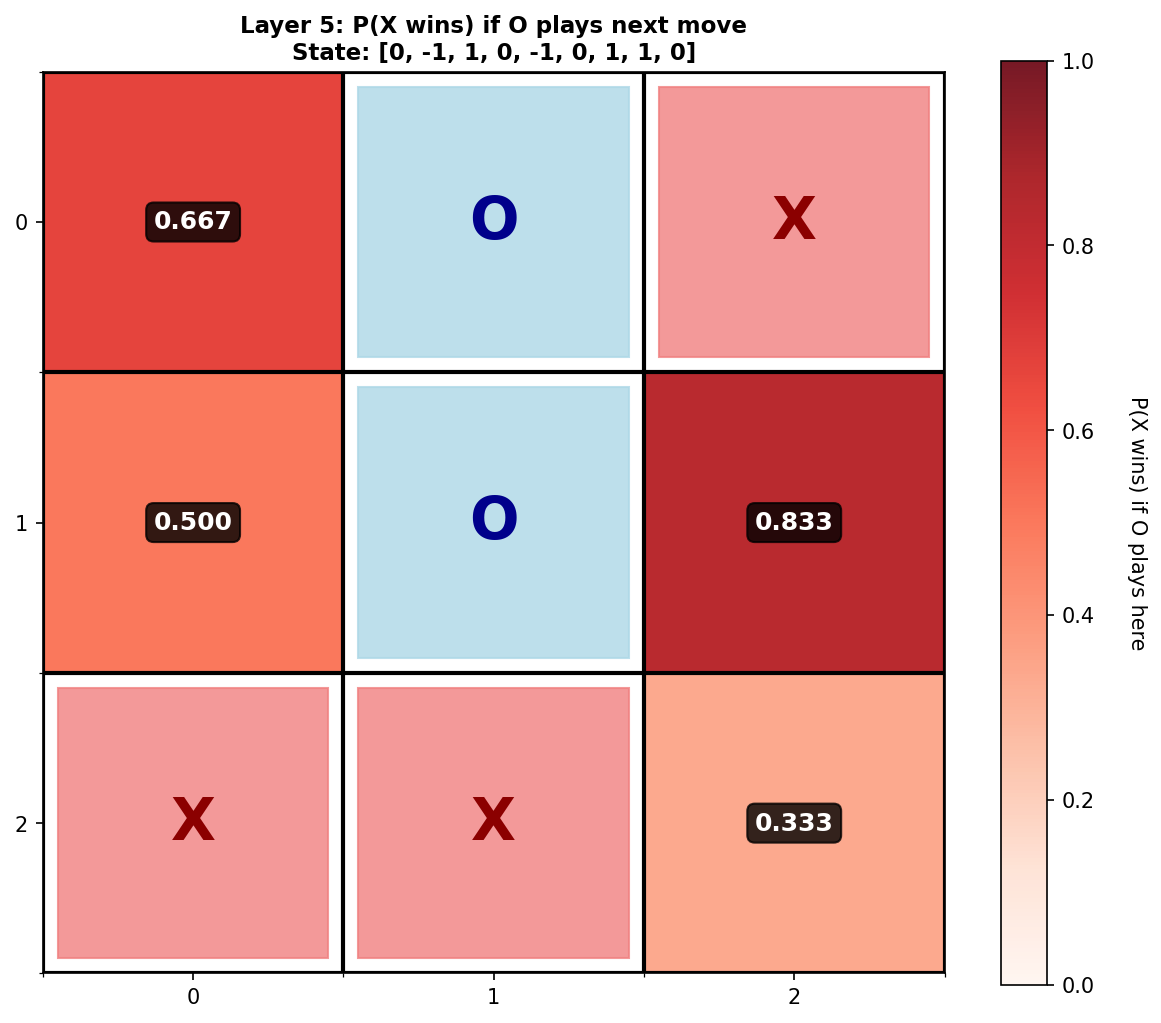 Layer 5: P(X wins) if O plays next move
State: [0, -1, 1, 0, -1, 0, 1, 1, 0]
0
0.667
O
X
1
0.500
O
0.833
2
X
X
0.333
0
1
2
1.0
0.8
0.6
0.4
0.2
0.0
P(X wins) if O plays here